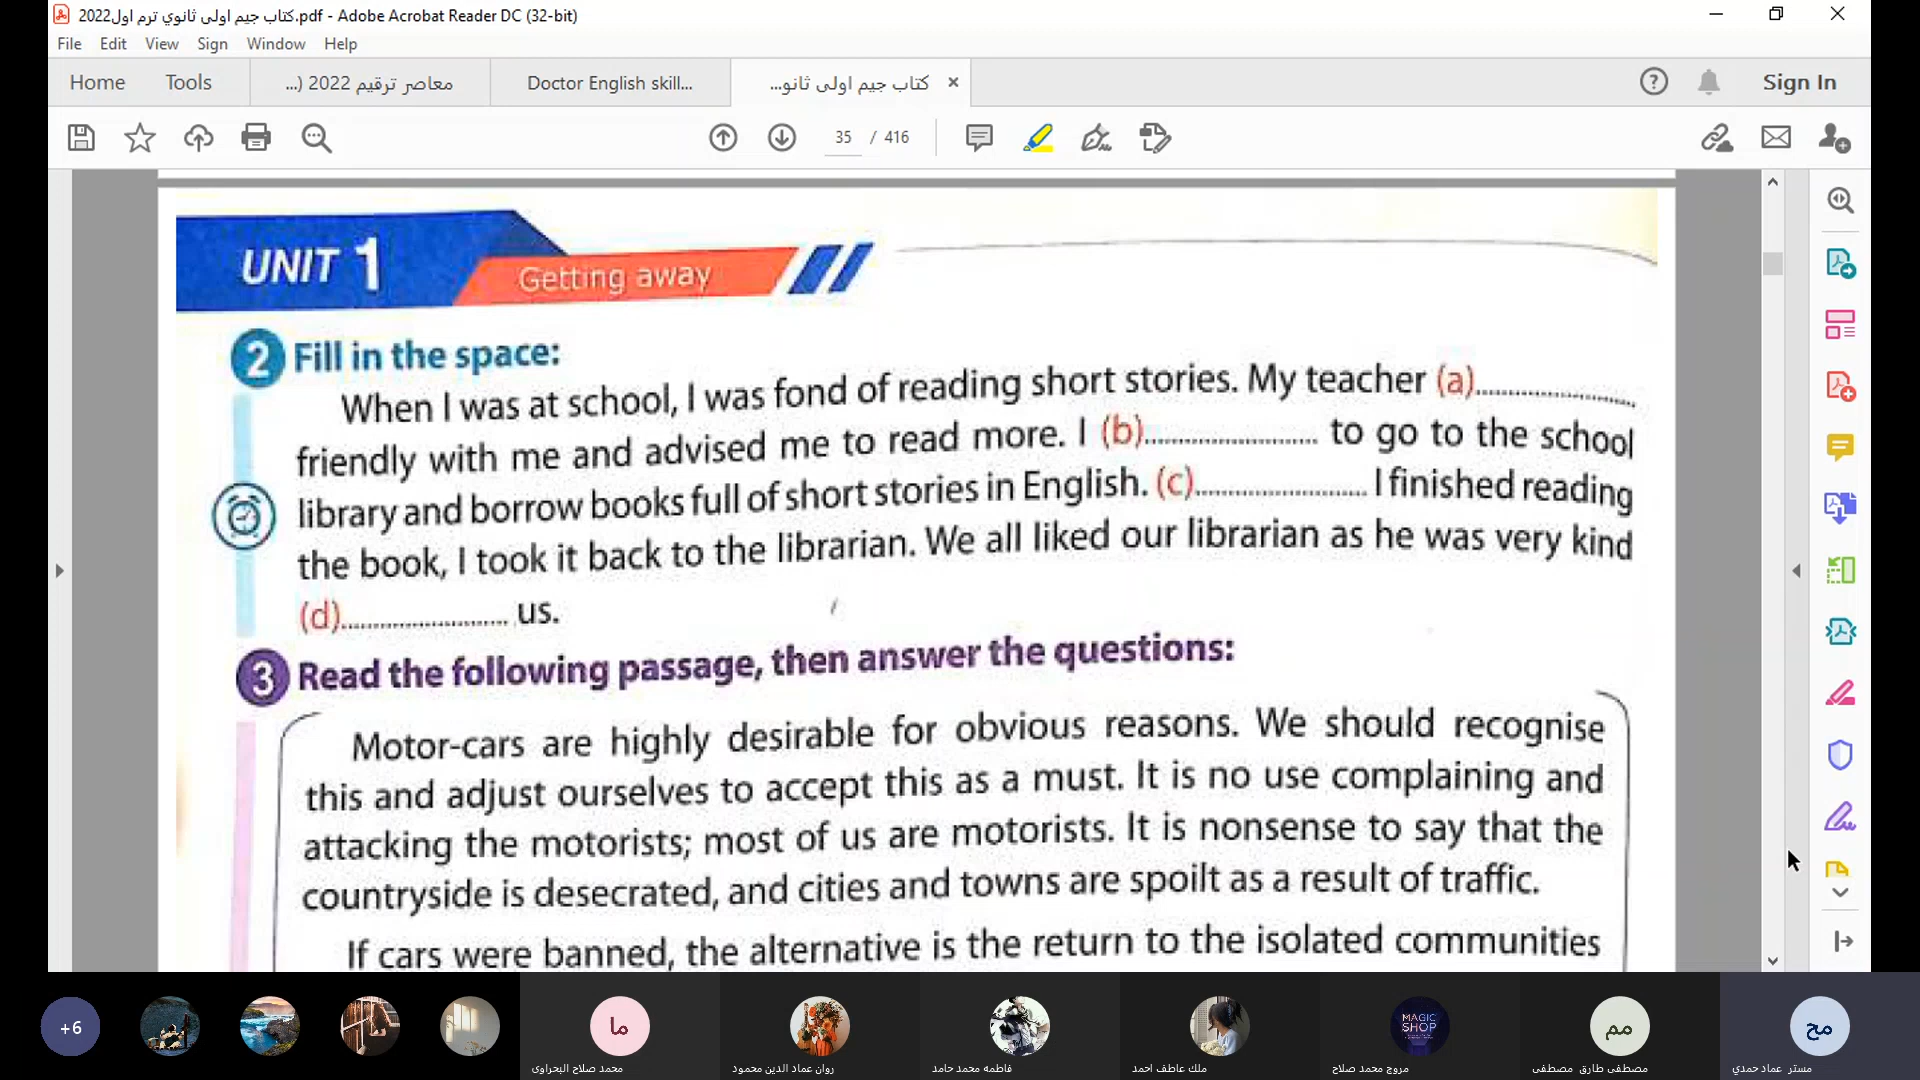 كتاب جيم اولى ثانوي ترم اول2022.pdf - Adobe Acrobat Reader DC (32-bit)
File Edit View Sign Window Help
Home Tools معاصر ترقيم 2022 (... Doctor English skill... كتاب جيم اولى ثانو... × Sign In
35 / 416
UNIT 1
Getting away
2 Fill in the space:
When I was at school, I was fond of reading short stories. My teacher (a)....................
friendly with me and advised me to read more. I (b).................... to go to the school
library and borrow books full of short stories in English. (c).................... I finished reading
the book, I took it back to the librarian. We all liked our librarian as he was very kind
(d).................... us.
3 Read the following passage, then answer the questions:
Motor-cars are highly desirable for obvious reasons. We should recognise
this and adjust ourselves to accept this as a must. It is no use complaining and
attacking the motorists; most of us are motorists. It is nonsense to say that the
countryside is desecrated, and cities and towns are spoilt as a result of traffic.
If cars were banned, the alternative is the return to the isolated communities
+6 ما MAGIC SHOP مم مح
محمد صلاح البحراوى روان عماد الدين محمود فاطمه محمد حامد ملك عاطف احمد مروج محمد صلاح مصطفى طارق مصطفى مستر عماد حمدي